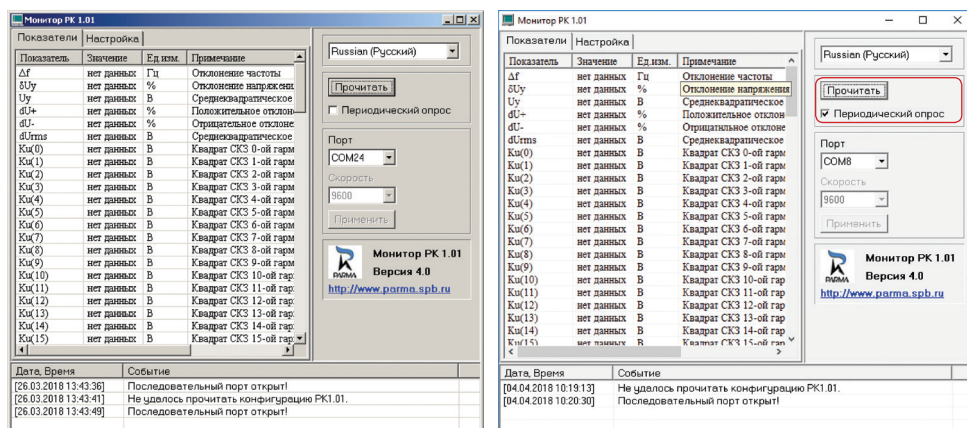 Монитор РК 1.01
Показатели Настройка
Показатель Значение Ед.изм. Примечание
Δf нет данных Гц Отклонение частоты
δUy нет данных % Отклонение напряжени
Uy нет данных В Среднеквадратическое
dU+ нет данных % Положительное отклон
dU- нет данных % Отрицательное отклоне
dUrms нет данных В Среднеквадратическое
Ku(0) нет данных В Квадрат СКЗ 0-ой гарм
Ku(1) нет данных В Квадрат СКЗ 1-ой гарм
Ku(2) нет данных В Квадрат СКЗ 2-ой гарм
Ku(3) нет данных В Квадрат СКЗ 3-ой гарм
Ku(4) нет данных В Квадрат СКЗ 4-ой гарм
Ku(5) нет данных В Квадрат СКЗ 5-ой гарм
Ku(6) нет данных В Квадрат СКЗ 6-ой гарм
Ku(7) нет данных В Квадрат СКЗ 7-ой гарм
Ku(8) нет данных В Квадрат СКЗ 8-ой гарм
Ku(9) нет данных В Квадрат СКЗ 9-ой гарм
Ku(10) нет данных В Квадрат СКЗ 10-ой гар
Ku(11) нет данных В Квадрат СКЗ 11-ой гар
Ku(12) нет данных В Квадрат СКЗ 12-ой гар
Ku(13) нет данных В Квадрат СКЗ 13-ой гар
Ku(14) нет данных В Квадрат СКЗ 14-ой гар
Ku(15) нет данных В Квадрат СКЗ 15-ой гар
Russian (Русский)
Прочитать
Периодический опрос
Порт
COM24
Скорость
9600
Применить
PARMA
Монитор РК 1.01
Версия 4.0
http://www.parma.spb.ru
Дата, Время Событие
[26.03.2018 13:43:36] Последовательный порт открыт!
[26.03.2018 13:43:41] Не удалось прочитать конфигурацию РК1.01.
[26.03.2018 13:43:49] Последовательный порт открыт!
Монитор РК 1.01
Показатели Настройка
Показатель Значение Ед.изм. Примечание
Δf нет данных Гц Отклонение частоты
δUy нет данных % Отклонение напряжения
Uy нет данных В Среднеквадратическое
dU+ нет данных % Положительное отклон
dU- нет данных % Отрицатильное отклоне
dUrms нет данных В Среднеквадратическое
Ku(0) нет данных В Квадрат СКЗ 0-ой гарм
Ku(1) нет данных В Квадрат СКЗ 1-ой гарм
Ku(2) нет данных В Квадрат СКЗ 2-ой гарм
Ku(3) нет данных В Квадрат СКЗ 3-ой гарм
Ku(4) нет данных В Квадрат СКЗ 4-ой гарм
Ku(5) нет данных В Квадрат СКЗ 5-ой гарм
Ku(6) нет данных В Квадрат СКЗ 6-ой гарм
Ku(7) нет данных В Квадрат СКЗ 7-ой гарм
Ku(8) нет данных В Квадрат СКЗ 8-ой гарм
Ku(9) нет данных В Квадрат СКЗ 9-ой гарм
Ku(10) нет данных В Квадрат СКЗ 10-ой гар
Ku(11) нет данных В Квадрат СКЗ 11-ой гар
Ku(12) нет данных В Квадрат СКЗ 12-ой гар
Ku(13) нет данных В Квадрат СКЗ 13-ой гар
Ku(14) нет данных В Квадрат СКЗ 14-ой гар
Ku(15) нет данных В Квадрат СКЗ 15-ой гар
Russian (Русский)
Прочитать
Периодический опрос
Порт
COM8
Скорость
9600
Применить
PARMA
Монитор РК 1.01
Версия 4.0
http://www.parma.spb.ru
Дата, Время Событие
[04.04.2018 10:19:13] Не удалось прочитать конфигурацию РК1.01.
[04.04.2018 10:20:30] Последовательный порт открыт!